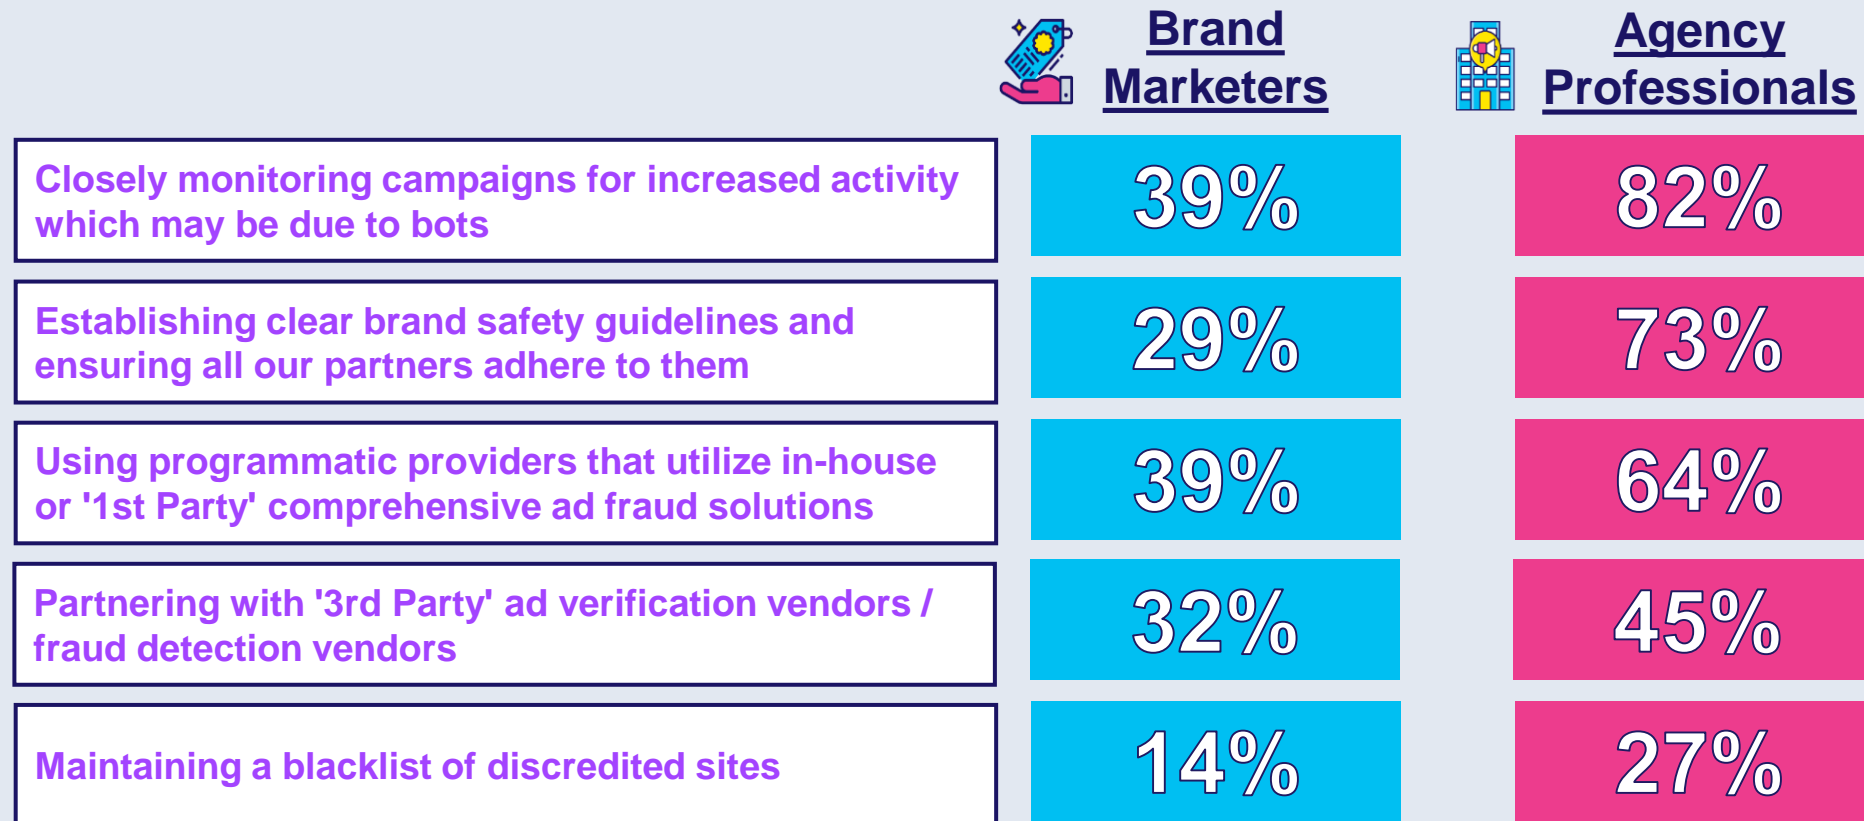 Brand
Marketers
Agency
Professionals
Closely monitoring campaigns for increased activity
which may be due to bots
39%
82%
Establishing clear brand safety guidelines and
ensuring all our partners adhere to them
29%
73%
Using programmatic providers that utilize in-house
or '1st Party' comprehensive ad fraud solutions
39%
64%
Partnering with '3rd Party' ad verification vendors /
fraud detection vendors
32%
45%
Maintaining a blacklist of discredited sites
14%
27%